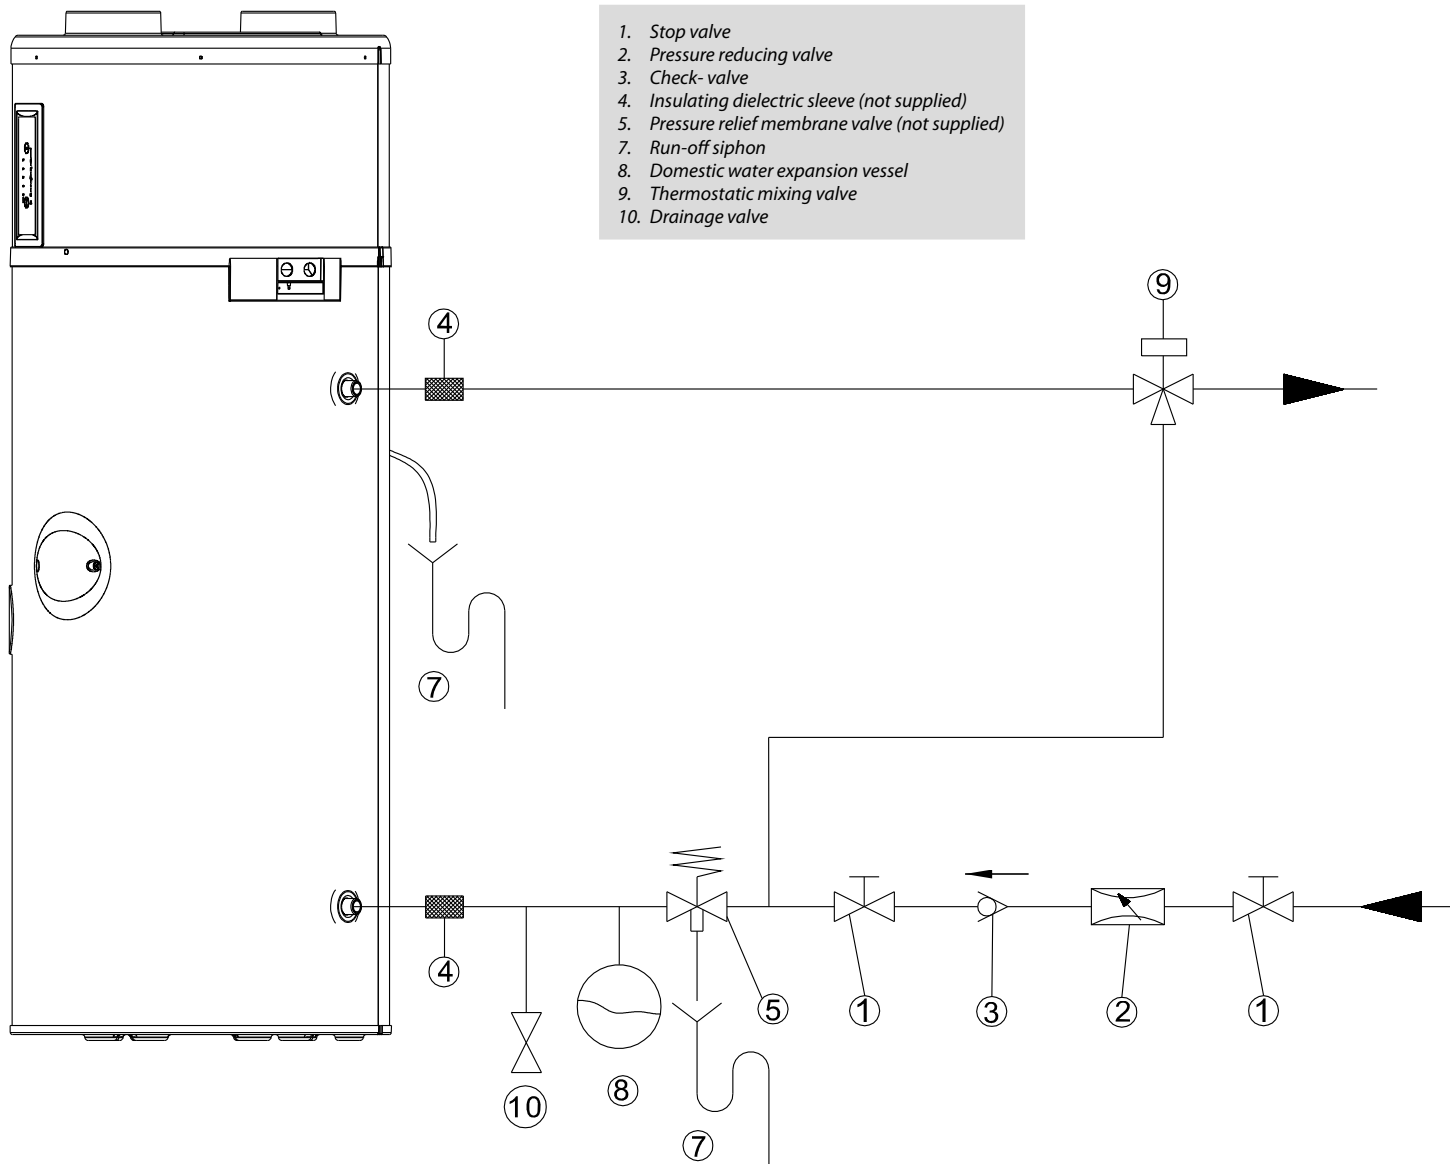 1. Stop valve
2. Pressure reducing valve
3. Check- valve
4. Insulating dielectric sleeve (not supplied)
5. Pressure relief membrane valve (not supplied)
7. Run-off siphon
8. Domestic water expansion vessel
9. Thermostatic mixing valve
10. Drainage valve
9
4
7
4
5
1
3
2
1
10
8
7